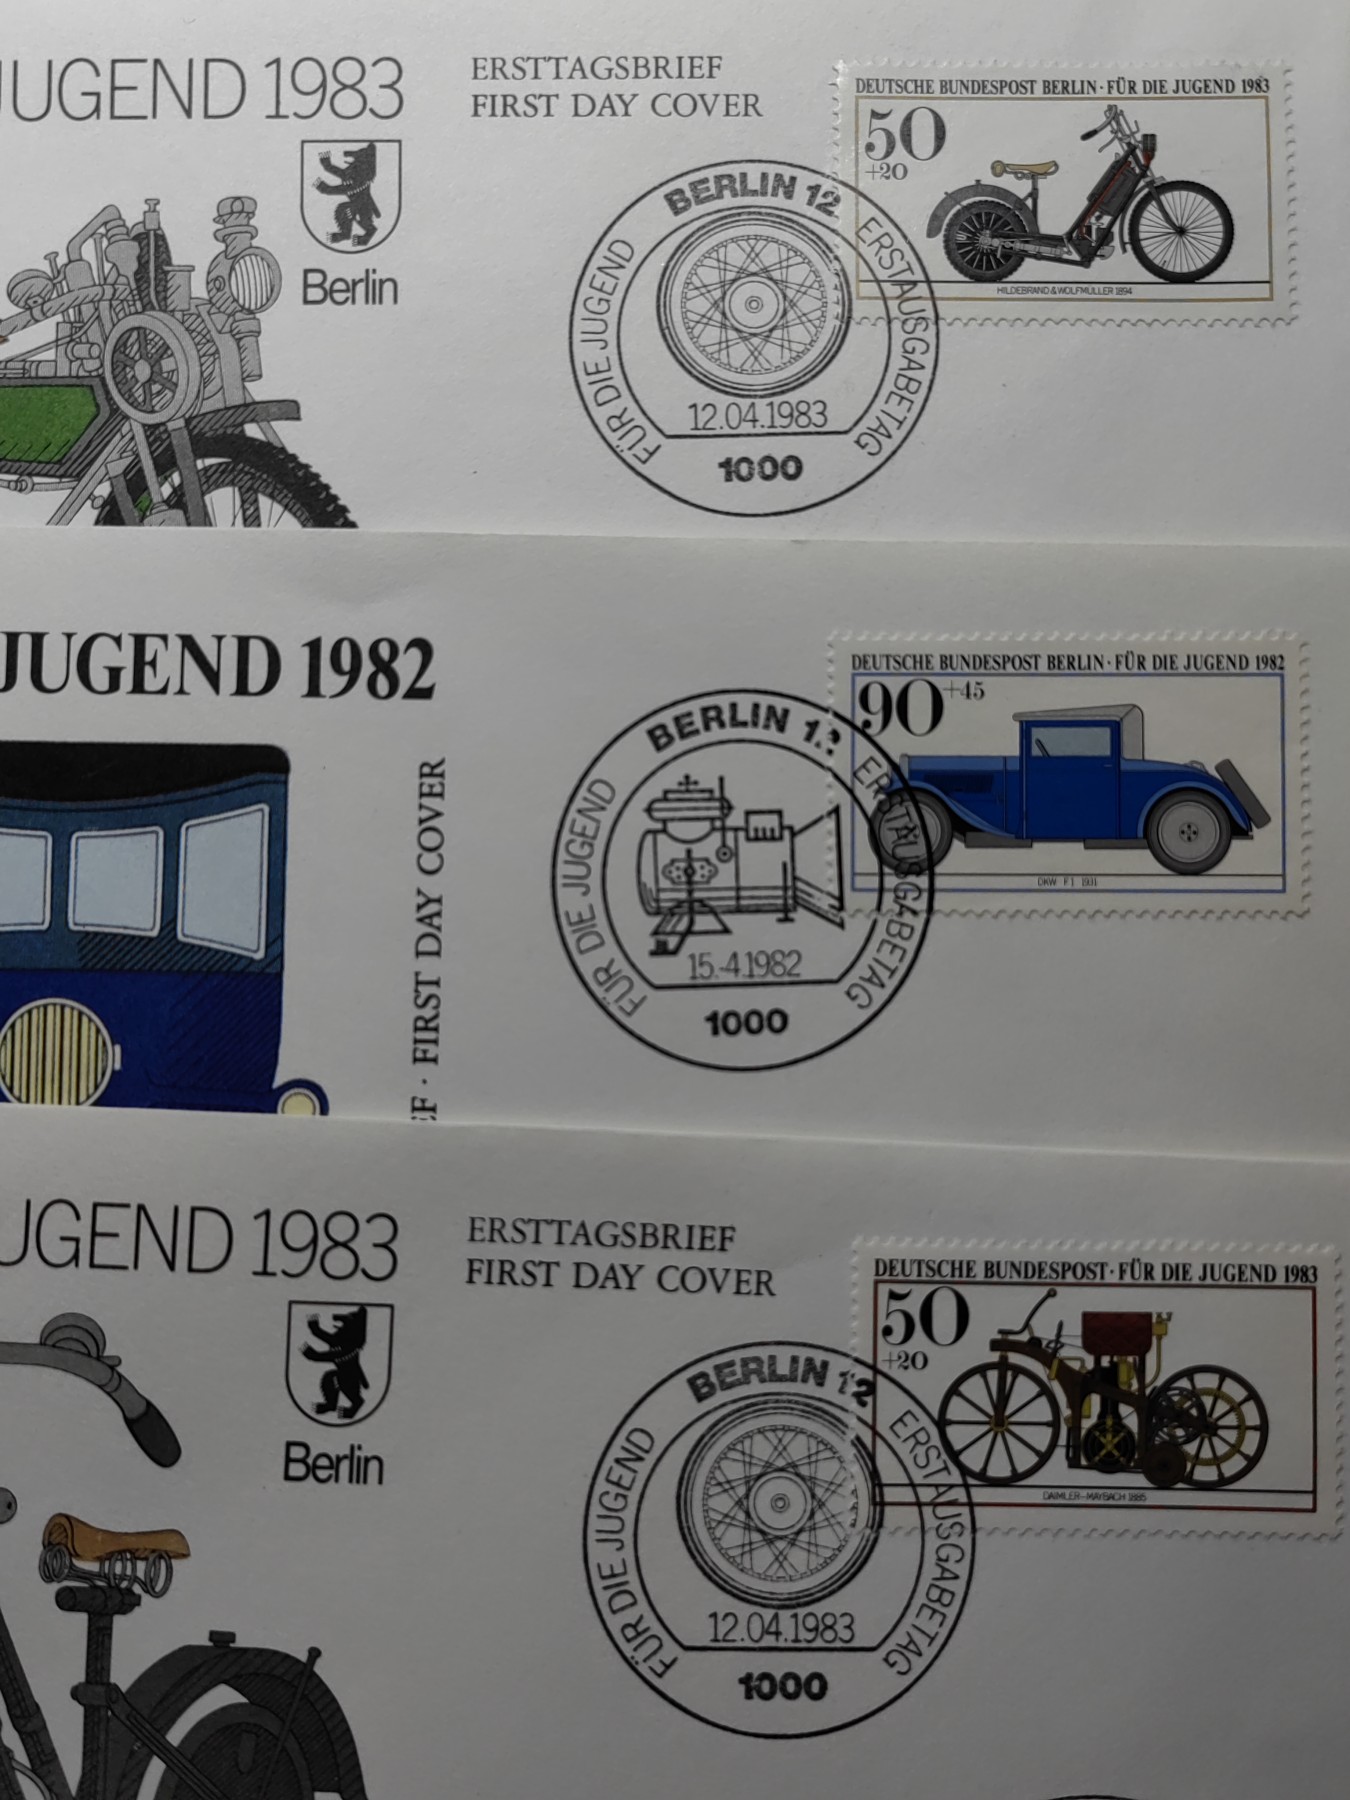 JUGEND 1983
ERSTTAGSBRIEF
FIRST DAY COVER
Berlin
DEUTSCHE BUNDESPOST BERLIN · FÜR DIE JUGEND 1983
50
+20
HILDEBRAND & WOLFMÜLLER 1894
BERLIN 12
FÜR DIE JUGEND
ERSTAUSGABETAG
12.04.1983
1000
JUGEND 1982
FIRST DAY COVER
DEUTSCHE BUNDESPOST BERLIN · FÜR DIE JUGEND 1982
90 +45
DKW F1 1931
BERLIN
FÜR DIE JUGEND
ERSTAUSGABETAG
15.-4.1982
1000
UGEND 1983
ERSTTAGSBRIEF
FIRST DAY COVER
Berlin
DEUTSCHE BUNDESPOST · FÜR DIE JUGEND 1983
50
+20
DAIMLER-MAYBACH 1885
BERLIN 12
FÜR DIE JUGEND
ERSTAUSGABETAG
12.04.1983
1000